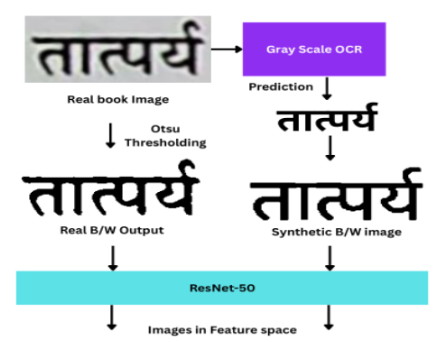 तात्पर्य
Gray Scale OCR
Real book Image
Prediction
Otsu
Thresholding
तात्पर्य
तात्पर्य
Real B/W Output
तात्पर्य
Synthetic B/W image
ResNet-50
Images in Feature space